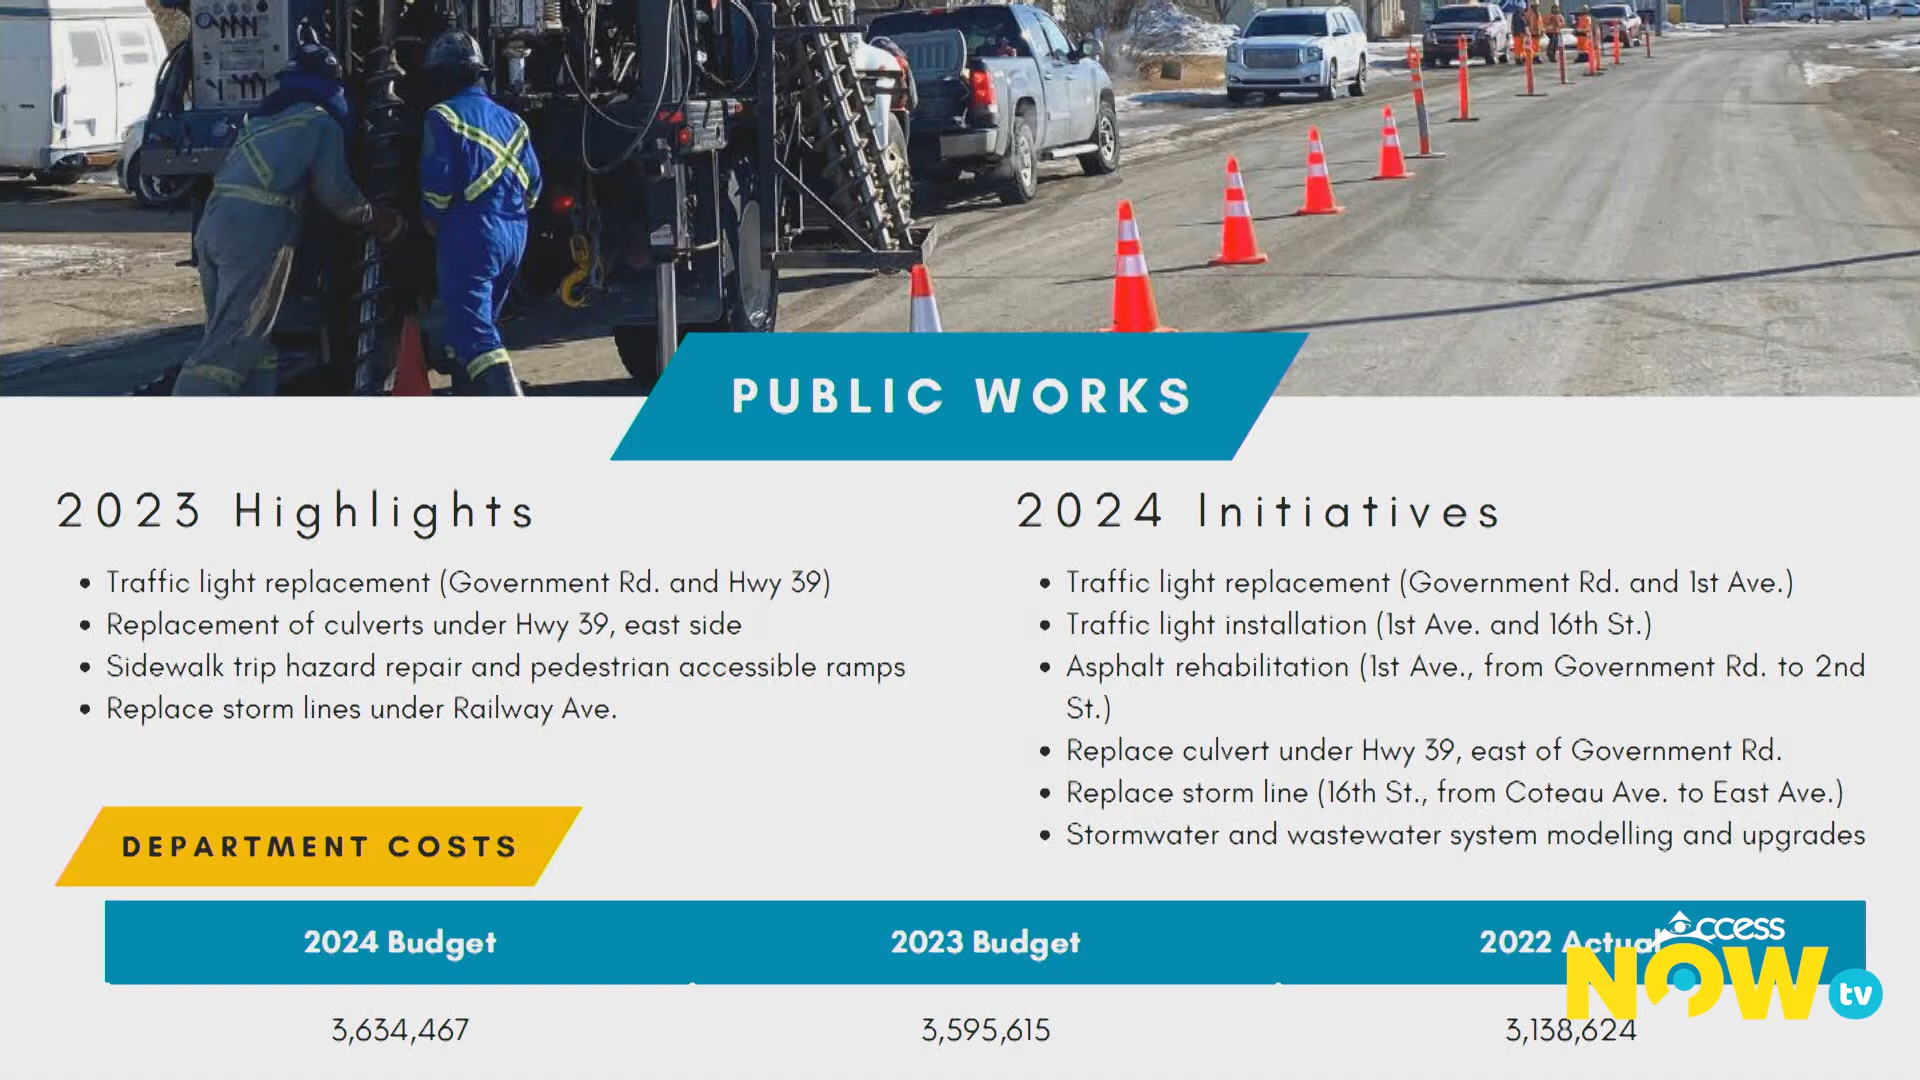 PUBLIC WORKS
2023 Highlights
• Traffic light replacement (Government Rd. and Hwy 39)
• Replacement of culverts under Hwy 39, east side
• Sidewalk trip hazard repair and pedestrian accessible ramps
• Replace storm lines under Railway Ave.
2024 Initiatives
• Traffic light replacement (Government Rd. and 1st Ave.)
• Traffic light installation (1st Ave. and 16th St.)
• Asphalt rehabilitation (1st Ave., from Government Rd. to 2nd
St.)
• Replace culvert under Hwy 39, east of Government Rd.
• Replace storm line (16th St., from Coteau Ave. to East Ave.)
• Stormwater and wastewater system modelling and upgrades
DEPARTMENT COSTS
2024 Budget 2023 Budget 2022 Actual
3,634,467 3,595,615 3,138,624
Access
NOW tv